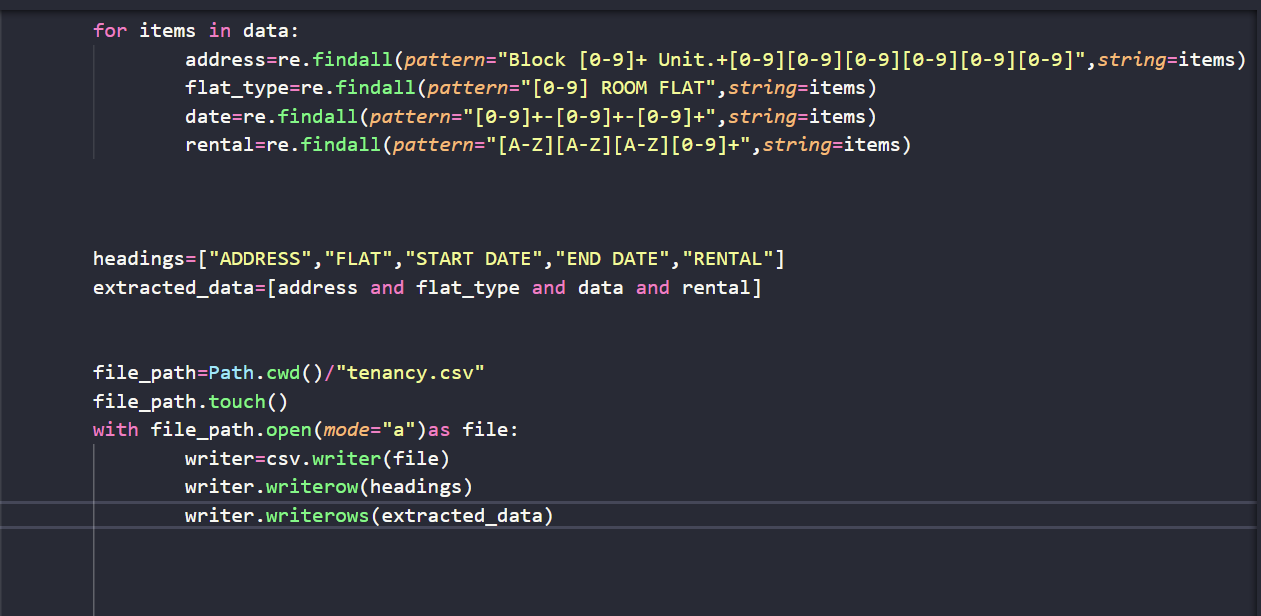 for items in data:
address=re.findall(pattern="Block [0-9]+ Unit.+[0-9][0-9][0-9][0-9][0-9][0-9]",string=items)
flat_type=re.findall(pattern="[0-9] ROOM FLAT",string=items)
date=re.findall(pattern="[0-9]+-[0-9]+-[0-9]+",string=items)
rental=re.findall(pattern="[A-Z][A-Z][A-Z][0-9]+",string=items)
headings=["ADDRESS","FLAT","START DATE","END DATE","RENTAL"]
extracted_data=[address and flat_type and data and rental]
file_path=Path.cwd()/"tenancy.csv"
file_path.touch()
with file_path.open(mode="a")as file:
writer=csv.writer(file)
writer.writerow(headings)
writer.writerows(extracted_data)